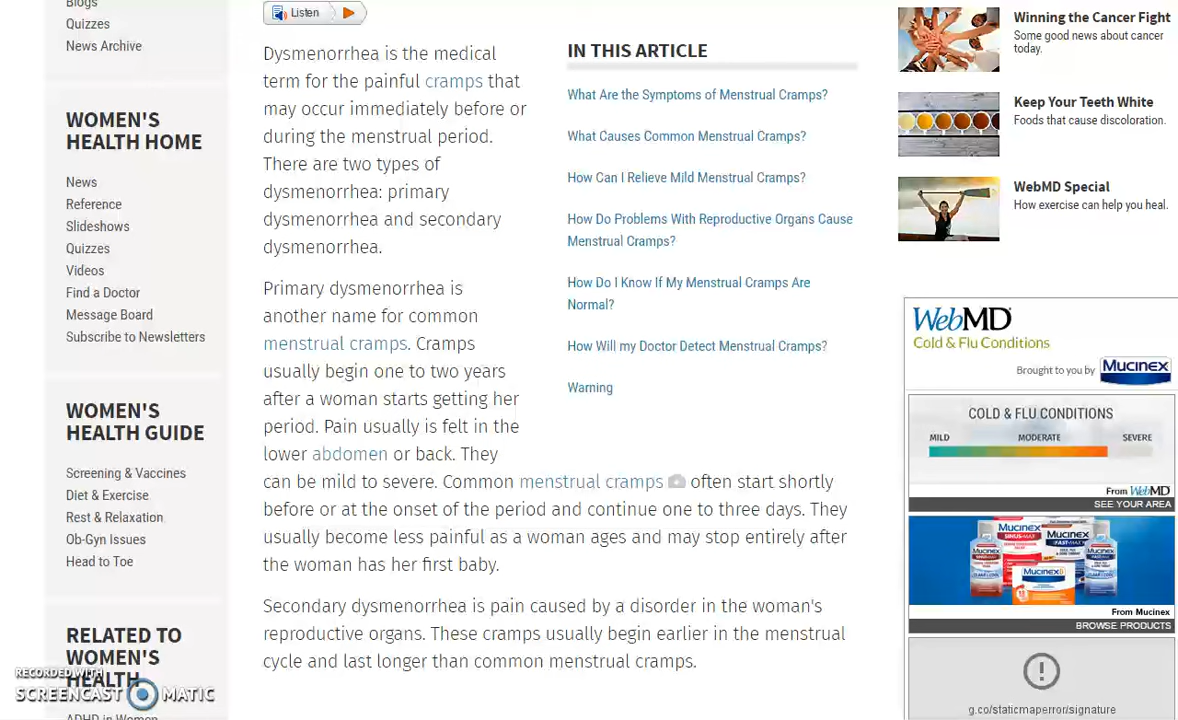 Blogs
Quizzes
News Archive
WOMEN'S
HEALTH HOME
News
Reference
Slideshows
Quizzes
Videos
Find a Doctor
Message Board
Subscribe to Newsletters
WOMEN'S
HEALTH GUIDE
Screening & Vaccines
Diet & Exercise
Rest & Relaxation
Ob-Gyn Issues
Head to Toe
RELATED TO
WOMEN'S
HEALTH
ADHD in Women
RECORDED WITH
SCREENCAST MATIC
Listen
Dysmenorrhea is the medical
term for the painful cramps that
may occur immediately before or
during the menstrual period.
There are two types of
dysmenorrhea: primary
dysmenorrhea and secondary
dysmenorrhea.
Primary dysmenorrhea is
another name for common
menstrual cramps. Cramps
usually begin one to two years
after a woman starts getting her
period. Pain usually is felt in the
lower abdomen or back. They
can be mild to severe. Common menstrual cramps often start shortly
before or at the onset of the period and continue one to three days. They
usually become less painful as a woman ages and may stop entirely after
the woman has her first baby.
Secondary dysmenorrhea is pain caused by a disorder in the woman's
reproductive organs. These cramps usually begin earlier in the menstrual
cycle and last longer than common menstrual cramps.
IN THIS ARTICLE
What Are the Symptoms of Menstrual Cramps?
What Causes Common Menstrual Cramps?
How Can I Relieve Mild Menstrual Cramps?
How Do Problems With Reproductive Organs Cause
Menstrual Cramps?
How Do I Know If My Menstrual Cramps Are
Normal?
How Will my Doctor Detect Menstrual Cramps?
Warning
Winning the Cancer Fight
Some good news about cancer
today.
Keep Your Teeth White
Foods that cause discoloration.
WebMD Special
How exercise can help you heal.
WebMD
Cold & Flu Conditions
Brought to you by Mucinex
COLD & FLU CONDITIONS
MILD MODERATE SEVERE
From WebMD
SEE YOUR AREA
Mucinex
From Mucinex
BROWSE PRODUCTS
g.co/staticmaperror/signature